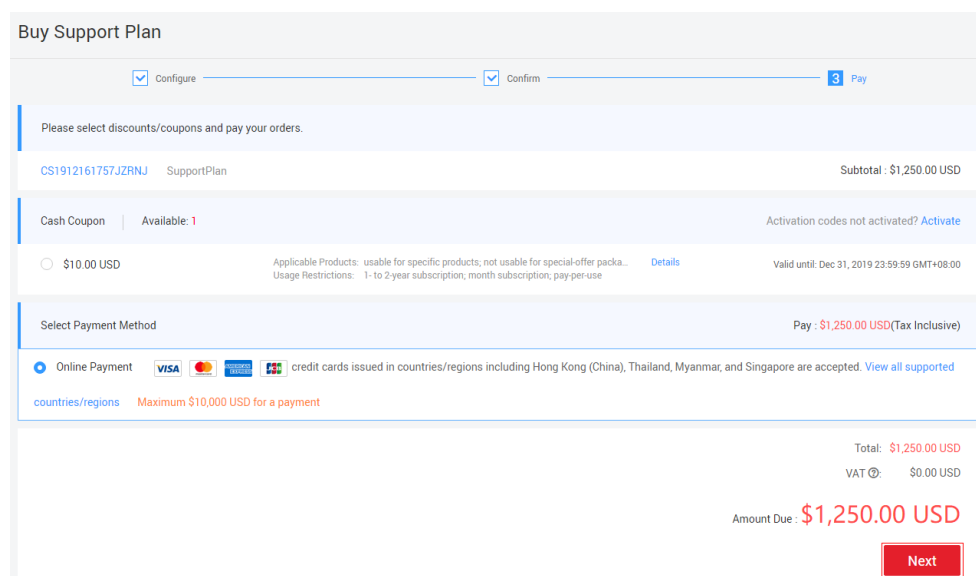 Buy Support Plan
Configure
Confirm
3 Pay
Please select discounts/coupons and pay your orders.
CS1912161757JZRNJ SupportPlan Subtotal : $1,250.00 USD
Cash Coupon Available: 1 Activation codes not activated? Activate
$10.00 USD Applicable Products: usable for specific products; not usable for special-offer packa... Details Valid until: Dec 31, 2019 23:59:59 GMT+08:00
Usage Restrictions: 1- to 2-year subscription; month subscription; pay-per-use
Select Payment Method Pay : $1,250.00 USD(Tax Inclusive)
Online Payment VISA AMERICAN EXPRESS JCB credit cards issued in countries/regions including Hong Kong (China), Thailand, Myanmar, and Singapore are accepted. View all supported
countries/regions Maximum $10,000 USD for a payment
Total: $1,250.00 USD
VAT ?: $0.00 USD
Amount Due : $1,250.00 USD
Next